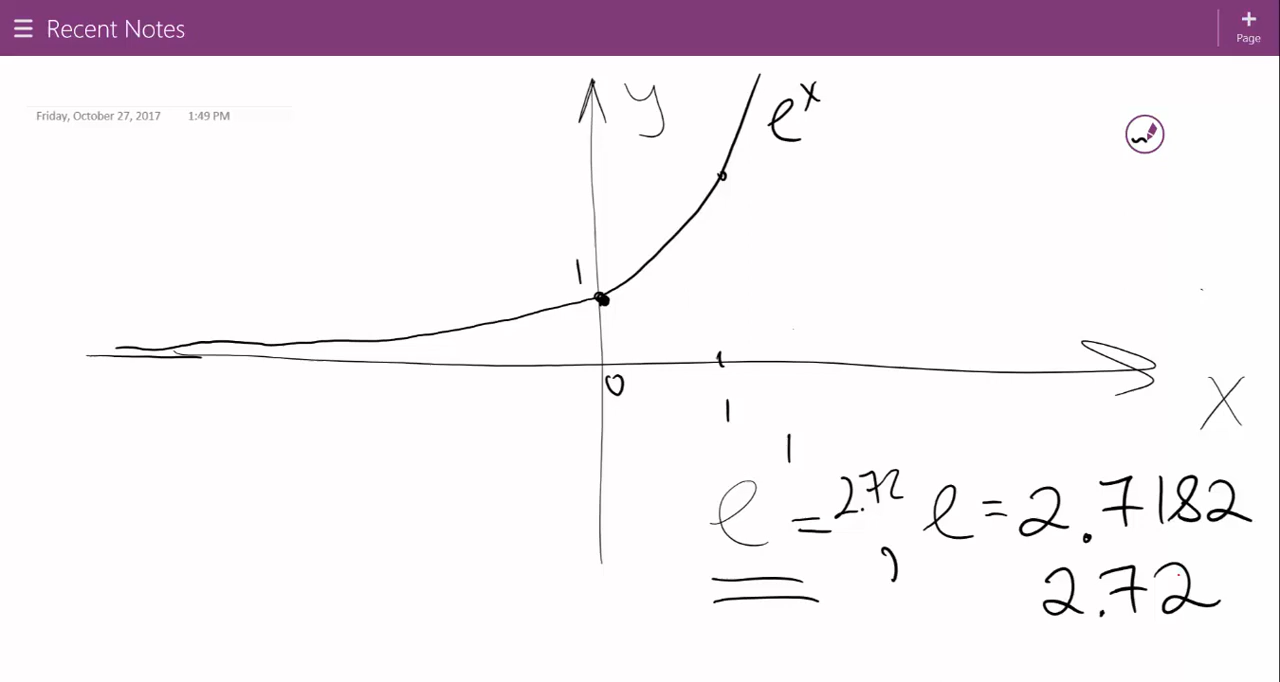 Recent Notes
Page
Friday, October 27, 2017 1:49 PM
y
e^x
1
0
1
x
e^1 = 2.72, e = 2.7182
2.72